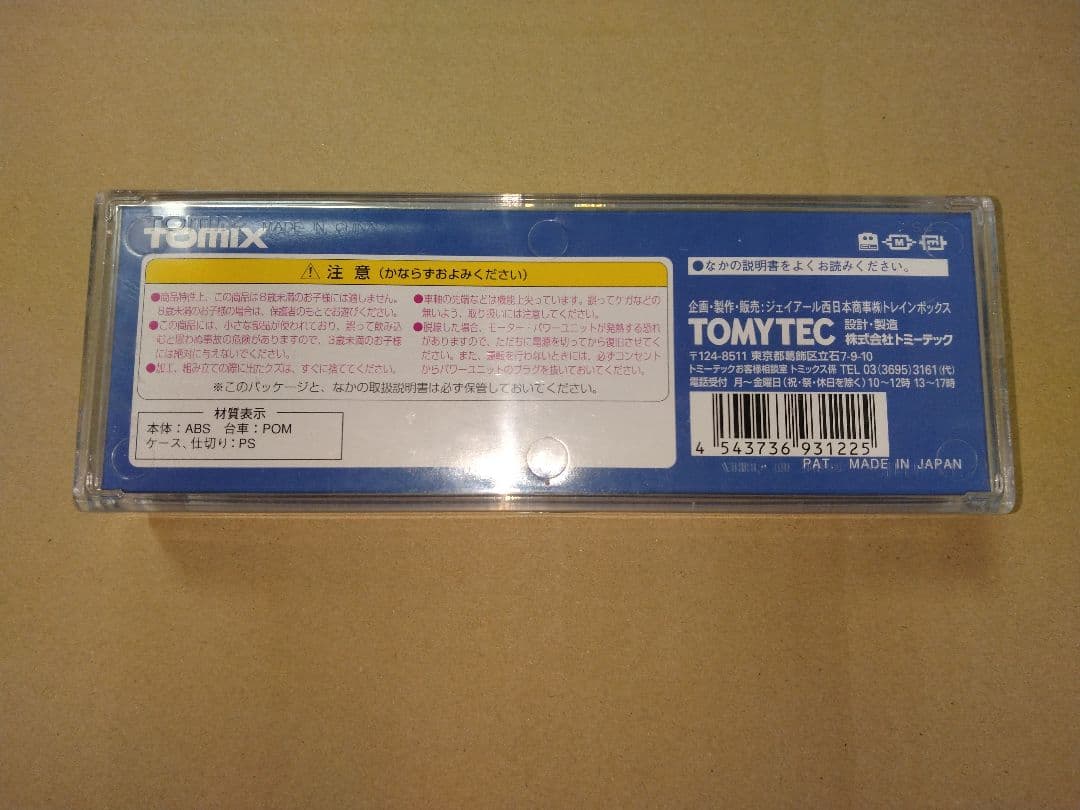 TOMIX
MADE IN CHINA
⚠注意(かならずおよみください)
●商品特性上、この商品は8歳未満のお子様には適しません。
8歳未満のお子様の場合は、保護者のもとでお遊びください。
●この商品には、小さな部品が使われており、誤って飲み込
むと思わぬ事故の危険がありますので、3歳未満のお子様
には絶対に与えないでください。
●加工、組み立ての際に出たクズは、すぐに捨ててください。
●車軸の先端などは機能上尖っています。誤ってケガなどの
無いよう、取り扱いには注意してください。
●脱線した場合、モーター・パワーユニットが発熱する恐れ
がありますので、ただちに電源を切ってから復旧させてく
ださい。また、運転を行わないときには、必ずコンセント
からパワーユニットのプラグを抜いておいてください。
※このパッケージと、なかの取扱説明書は必ず保管しておいてください。
材質表示
本体:ABS 台車:POM
ケース、仕切り:PS
M
●なかの説明書をよくお読みください。
企画・製作・販売:ジェイアール西日本商事㈱トレインボックス
TOMYTEC 設計・製造
株式会社トミーテック
〒124-8511 東京都葛飾区立石7-9-10
トミーテックお客様相談室 トミックス係 TEL 03(3695)3161(代)
電話受付 月〜金曜日(祝・祭・休日を除く)10〜12時 13〜17時
4 543736 931225
PAT. MADE IN JAPAN